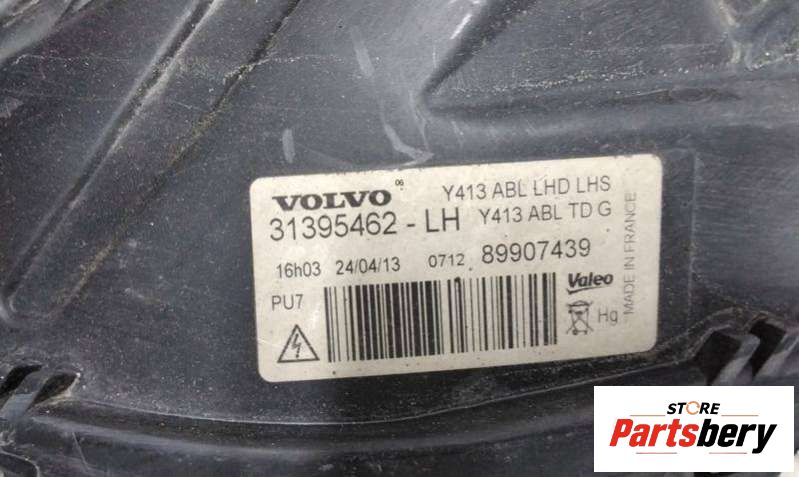 VOLVO 06 Y413 ABL LHD LHS
31395462 - LH Y413 ABL TD G
16h03 24/04/13 0712 89907439
PU7
Valeo
Hg
MADE IN FRANCE
STORE
Partsbery